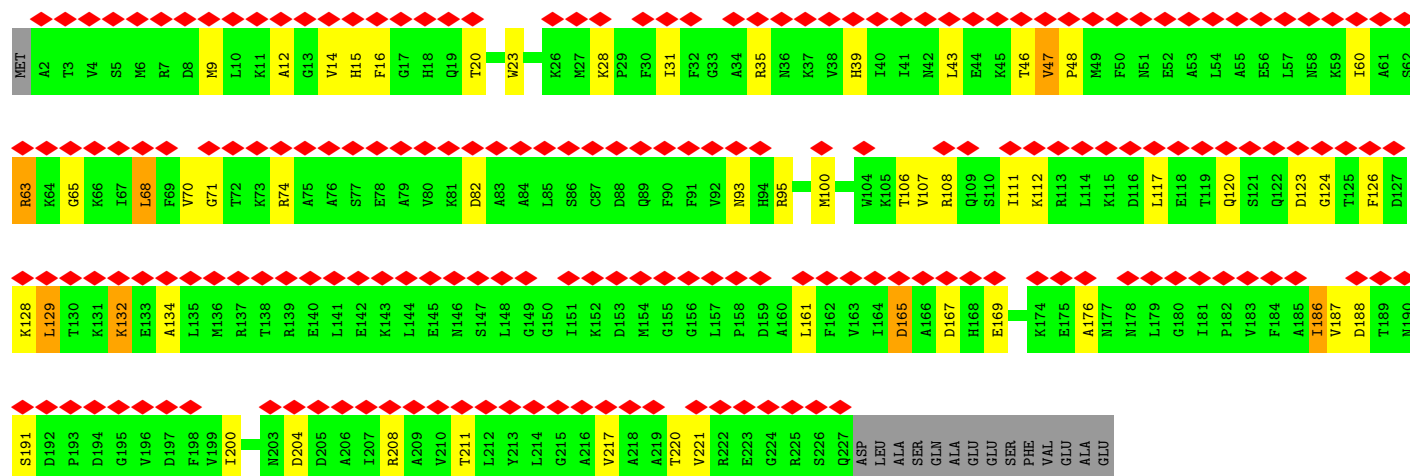 MET A2 T3 V4 S5 M6 R7 D8 M9 L10 K11 A12 G13 V14 H15 F16 G17 H18 Q19 T20 W23 K26 M27 K28 P29 F30 I31 F32 G33 A34 R35 N36 K37 V38 H39 I40 I41 N42 L43 E44 K45 T46 V47 P48 M49 F50 N51 E52 A53 L54 A55 E56 L57 N58 K59 I60 A61 S62
R63 K64 G65 K66 I67 L68 F69 V70 G71 T72 K73 R74 A75 A76 S77 E78 A79 V80 K81 D82 A83 A84 L85 S86 C87 D88 Q89 F90 F91 V92 N93 H94 R95 M100 W104 K105 T106 V107 R108 Q109 S110 I111 K112 R113 L114 K115 D116 L117 E118 T119 Q120 S121 Q122 D123 G124 T125 F126 D127
K128 L129 T130 K131 K132 E133 A134 L135 M136 R137 T138 R139 E140 L141 E142 K143 L144 E145 N146 S147 L148 G149 G150 I151 K152 D153 M154 G155 G156 L157 P158 D159 A160 L161 F162 V163 I164 D165 A166 D167 H168 E169 K174 E175 A176 N177 N178 L179 G180 I181 P182 V183 F184 A185 I186 V187 D188 T189 N190
S191 D192 P193 D194 G195 V196 D197 F198 V199 I200 N203 D204 D205 A206 I207 R208 A209 V210 T211 L212 Y213 L214 G215 A216 V217 A218 A219 T220 V221 R222 E223 G224 R225 S226 Q227 ASP LEU ALA SER GLN ALA GLU GLU SER PHE VAL GLU ALA GLU